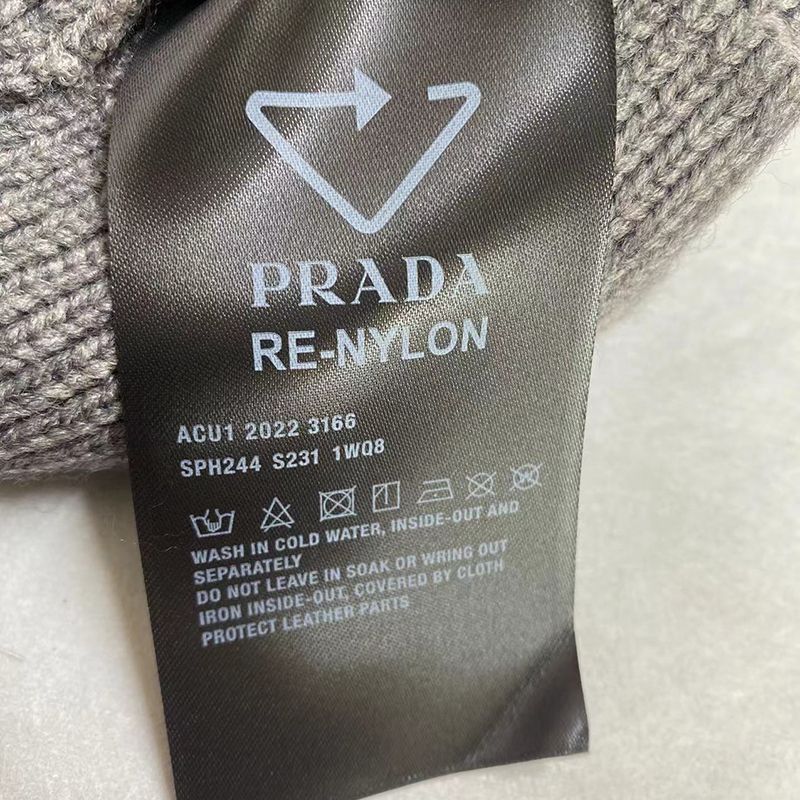 PRADA
RE-NYLON
ACU1 2022 3166
SPH244 S231 1WQ8
W
WASH IN COLD WATER, INSIDE-OUT AND
SEPARATELY
DO NOT LEAVE IN SOAK OR WRING OUT
IRON INSIDE-OUT, COVERED BY CLOTH
PROTECT LEATHER PARTS